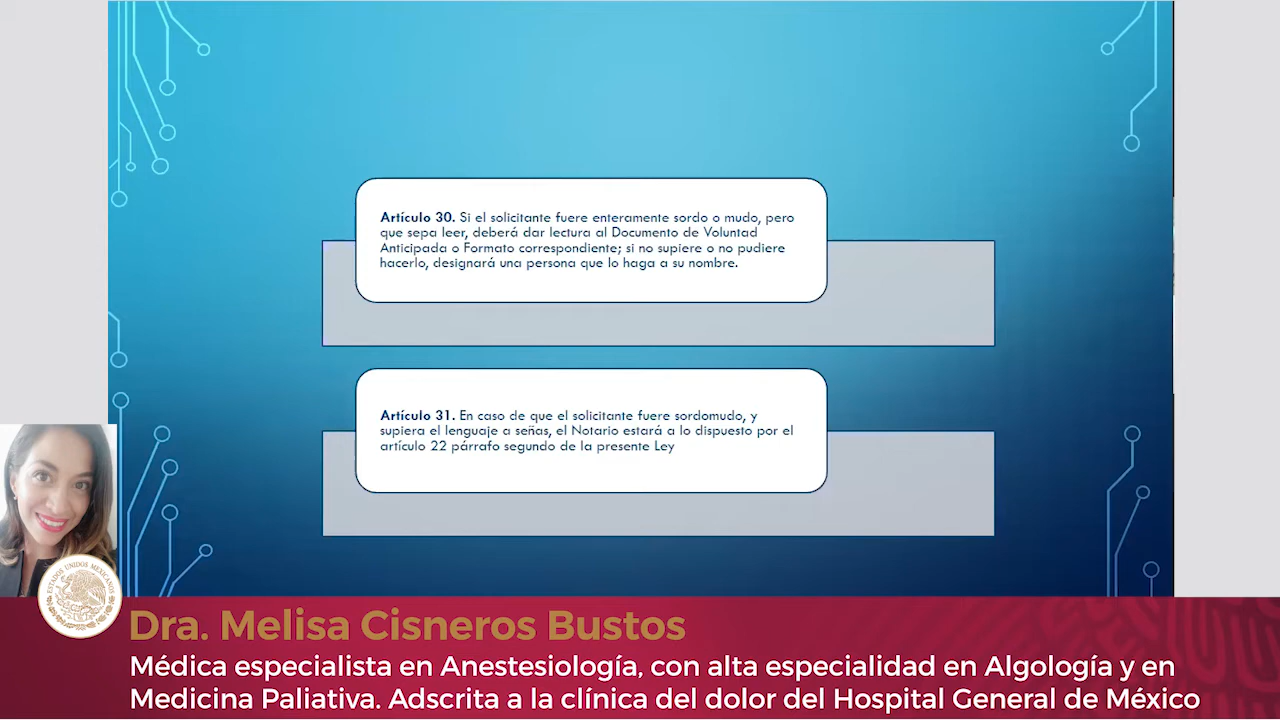 Artículo 30. Si el solicitante fuere enteramente sordo o mudo, pero
que sepa leer, deberá dar lectura al Documento de Voluntad
Anticipada o Formato correspondiente; si no supiere o no pudiere
hacerlo, designará una persona que lo haga a su nombre.
Artículo 31. En caso de que el solicitante fuere sordomudo, y
supiera el lenguaje a señas, el Notario estará a lo dispuesto por el
artículo 22 párrafo segundo de la presente Ley
ESTADOS UNIDOS MEXICANOS
Dra. Melisa Cisneros Bustos
Médica especialista en Anestesiología, con alta especialidad en Algología y en
Medicina Paliativa. Adscrita a la clínica del dolor del Hospital General de México